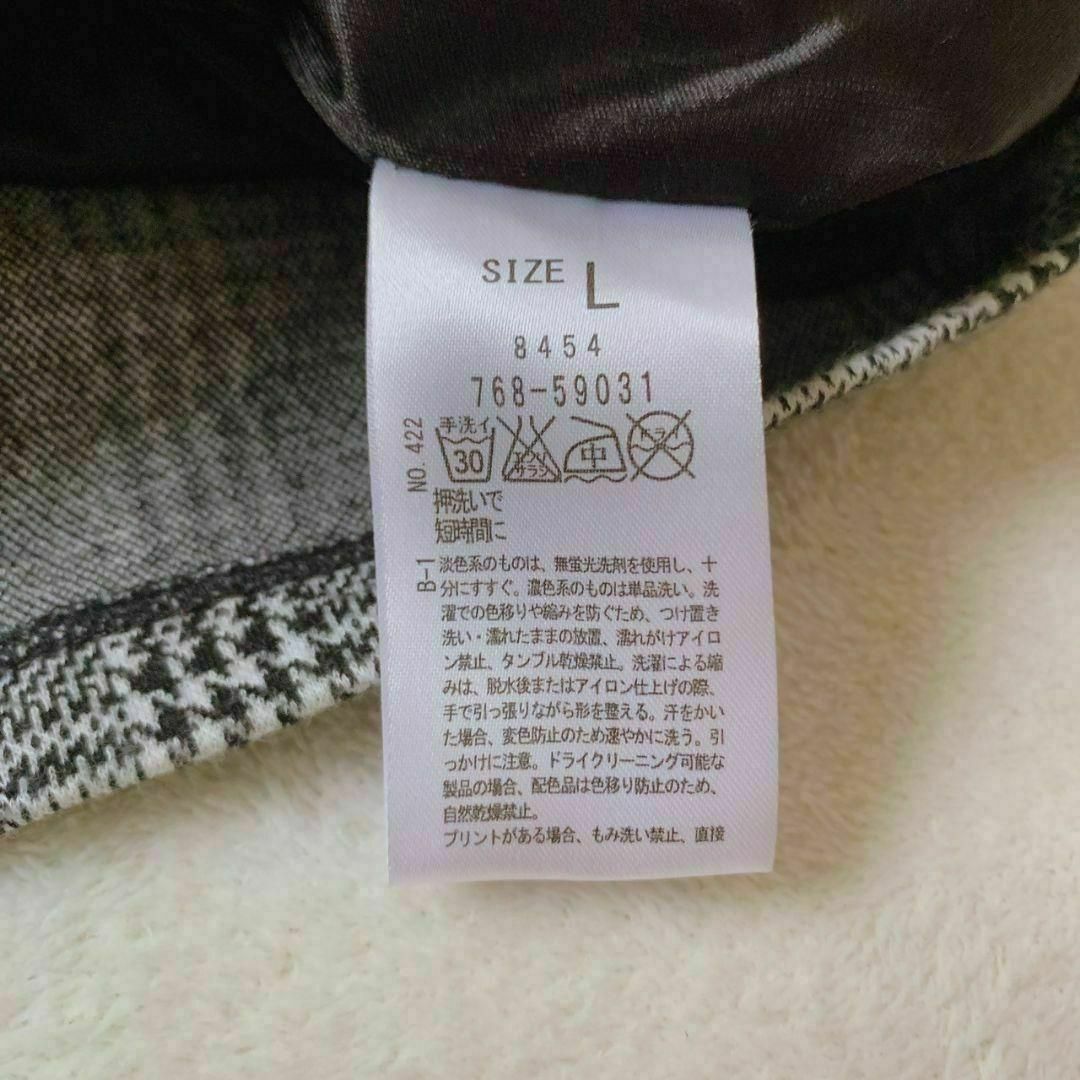 SIZE L
8454
768-59031
NO. 422
手洗イ
30
エンソ
サラシ
中
ドライ
押洗いで
短時間に
B-1
淡色系のものは、無蛍光洗剤を使用し、十
分にすすぐ。濃色系のものは単品洗い。洗
濯での色移りや縮みを防ぐため、つけ置き
洗い・濡れたままの放置、濡れがけアイロ
ン禁止、タンブル乾燥禁止。洗濯による縮
みは、脱水後またはアイロン仕上げの際、
手で引っ張りながら形を整える。汗をかい
た場合、変色防止のため速やかに洗う。引
っかけに注意。ドライクリーニング可能な
製品の場合、配色品は色移り防止のため、
自然乾燥禁止。
プリントがある場合、もみ洗い禁止、直接